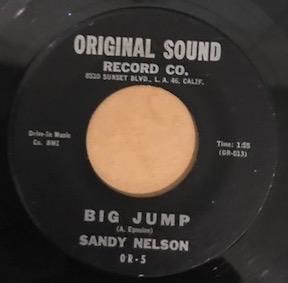 ORIGINAL SOUND
RECORD CO.
8510 SUNSET BLVD., L. A. 46, CALIF.
Drive-In Music
Co. BMI
Time: 1:55
(OR-013)
BIG JUMP
(A. Egnoian)
SANDY NELSON
OR-5